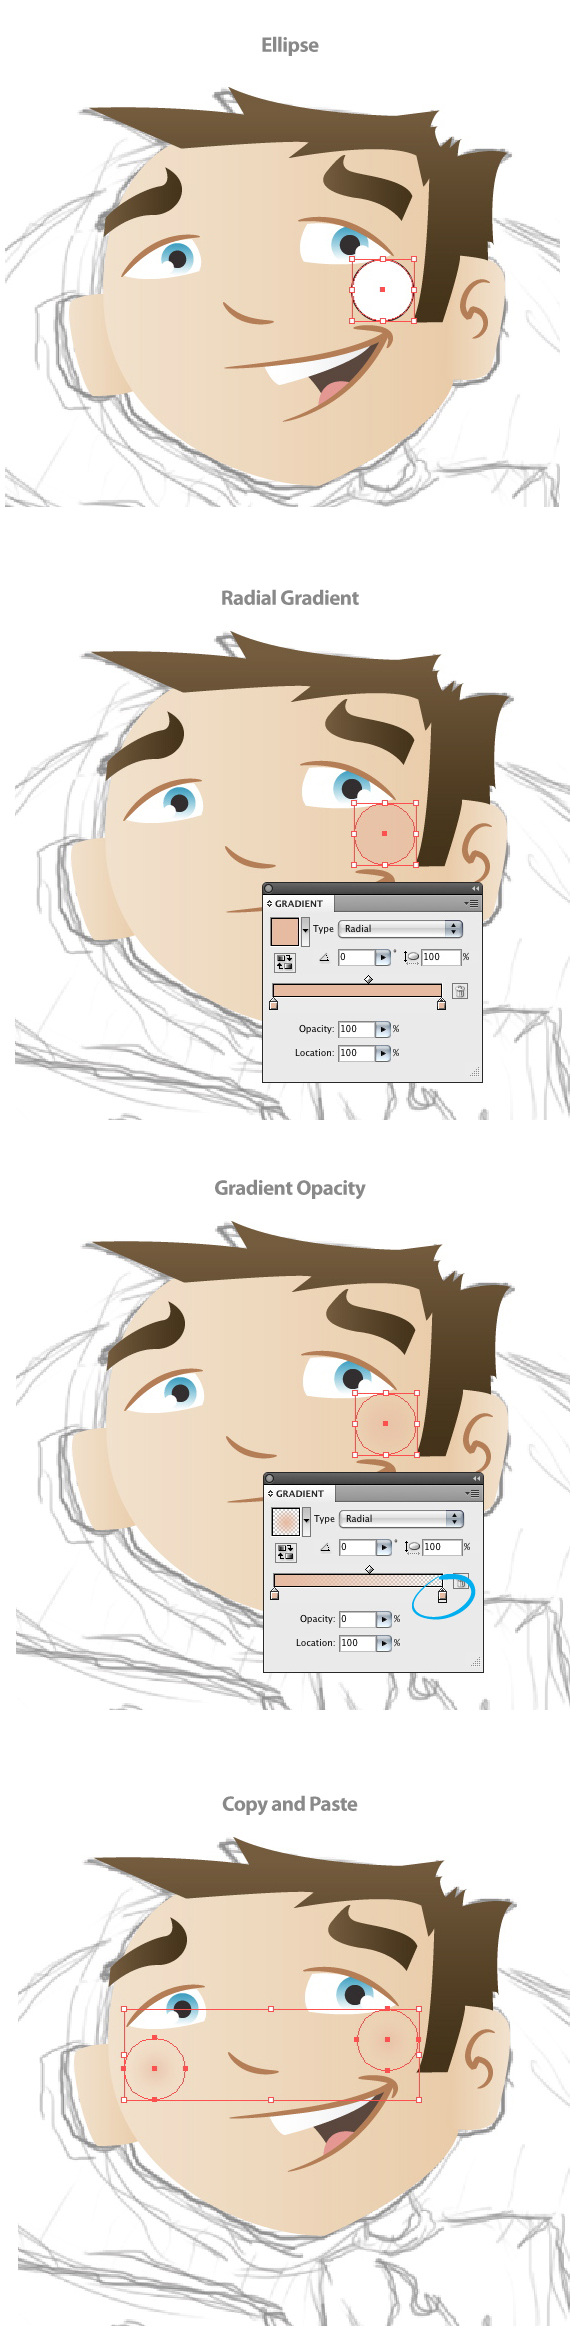 Ellipse
Radial Gradient
GRADIENT
Type Radial
0 ° 100 %
Opacity: 100 %
Location: 100 %
Gradient Opacity
GRADIENT
Type Radial
0 ° 100 %
Opacity: 0 %
Location: 100 %
Copy and Paste